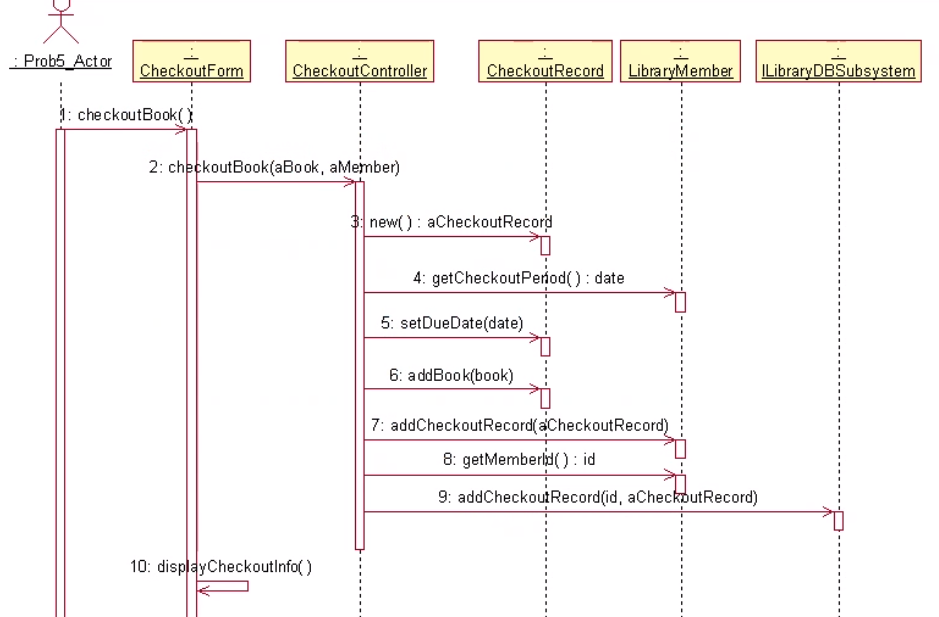 : Prob5_Actor
:
CheckoutForm
:
CheckoutController
:
CheckoutRecord
:
LibraryMember
:
ILibraryDBSubsystem
1: checkoutBook( )
2: checkoutBook(aBook, aMember)
3: new( ) : aCheckoutRecord
4: getCheckoutPeriod( ) : date
5: setDueDate(date)
6: addBook(book)
7: addCheckoutRecord(aCheckoutRecord)
8: getMemberId( ) : id
9: addCheckoutRecord(id, aCheckoutRecord)
10: displayCheckoutInfo( )